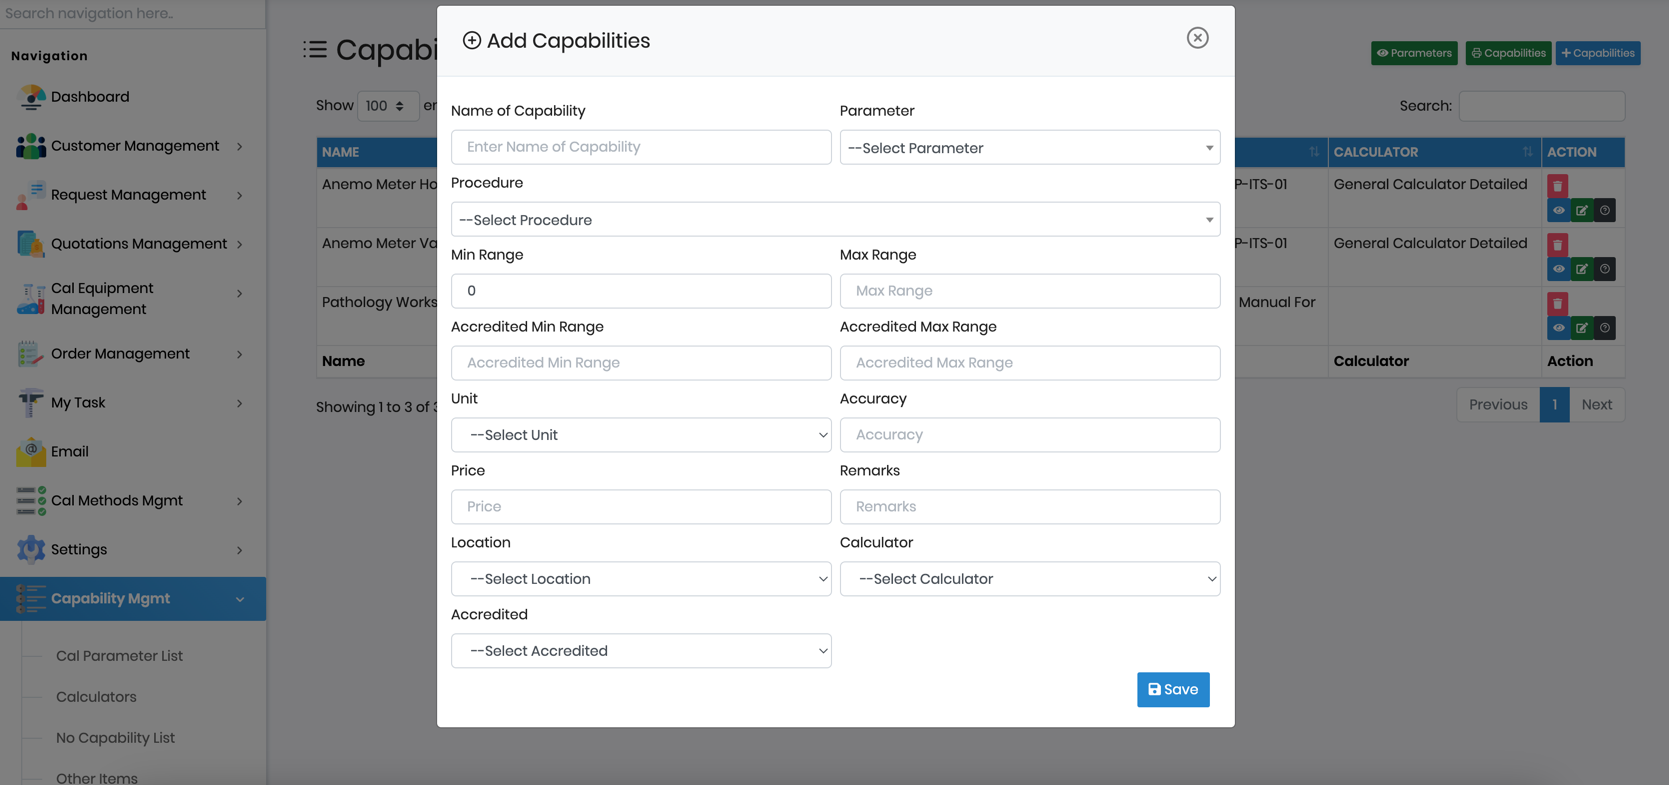 Search navigation here..
Navigation
Dashboard
Customer Management
Request Management
Quotations Management
Cal Equipment
Management
Order Management
My Task
Email
Cal Methods Mgmt
Settings
Capability Mgmt
Cal Parameter List
Calculators
No Capability List
Other Items
Capabi
Parameters
Capabilities
Capabilities
Show 100 en
Search:
NAME
CALCULATOR
ACTION
Anemo Meter Ho
P-ITS-01
General Calculator Detailed
Anemo Meter Va
P-ITS-01
General Calculator Detailed
Pathology Works
Manual For
Name
Calculator
Action
Showing 1 to 3 of 3
Previous
1
Next
Add Capabilities
Name of Capability
Parameter
Enter Name of Capability
--Select Parameter
Procedure
--Select Procedure
Min Range
Max Range
0
Max Range
Accredited Min Range
Accredited Max Range
Accredited Min Range
Accredited Max Range
Unit
Accuracy
--Select Unit
Accuracy
Price
Remarks
Price
Remarks
Location
Calculator
--Select Location
--Select Calculator
Accredited
--Select Accredited
Save